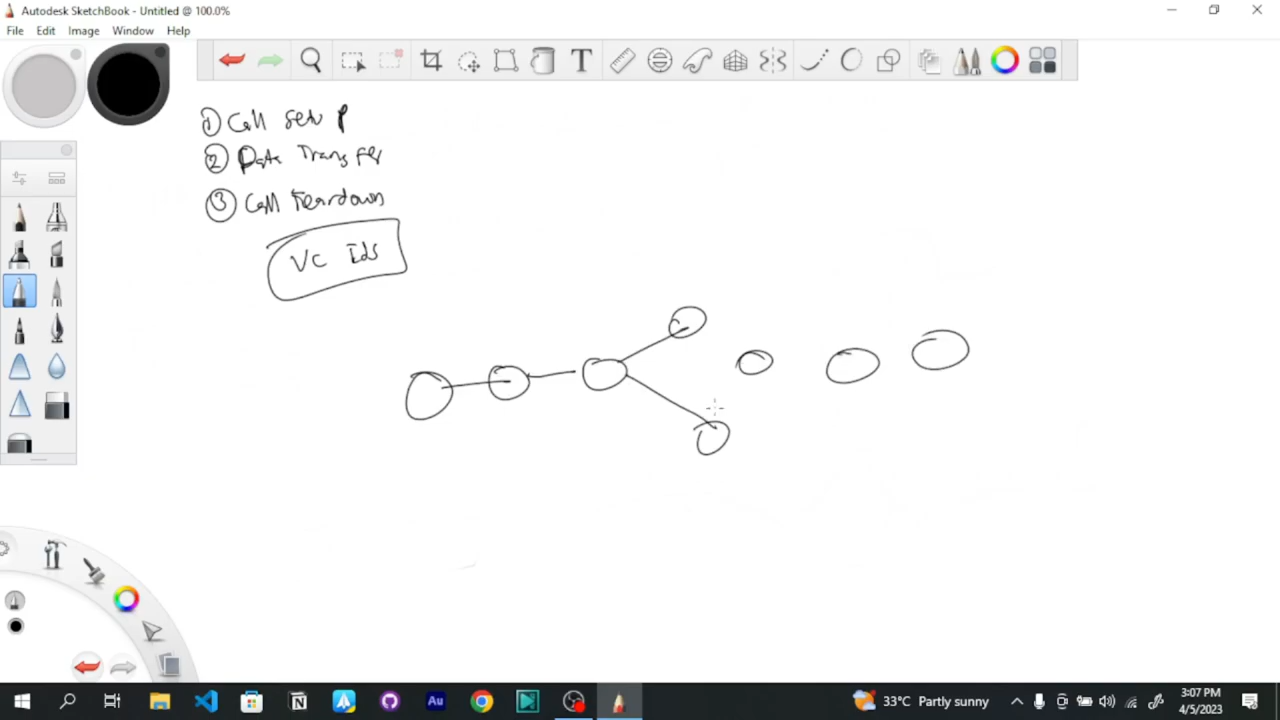 Autodesk SketchBook - Untitled @ 100.0%
File Edit Image Window Help
① Call Setup
② Data Transfer
③ Call teardown
VC Ids
33°C Partly sunny
3:07 PM
4/5/2023